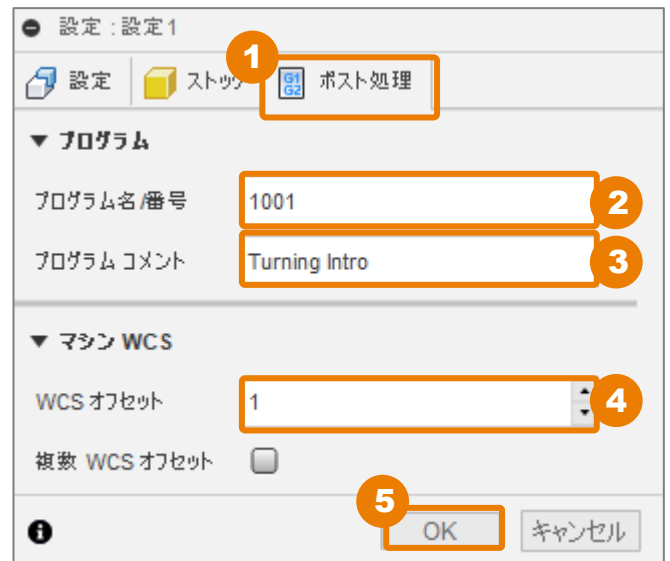 設定 : 設定1
1
設定 ストック G1 G2 ポスト処理
▼ プログラム
プログラム名/番号 1001 2
プログラム コメント Turning Intro 3
▼ マシン WCS
WCS オフセット 1 4
複数 WCS オフセット
5
OK キャンセル